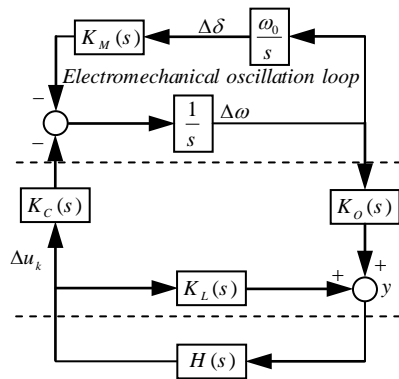 K_M(s) Δδ ω_0/s
Electromechanical oscillation loop
−
− 1/s Δω
K_C(s) K_O(s)
Δu_k + +
K_L(s) y
H(s)